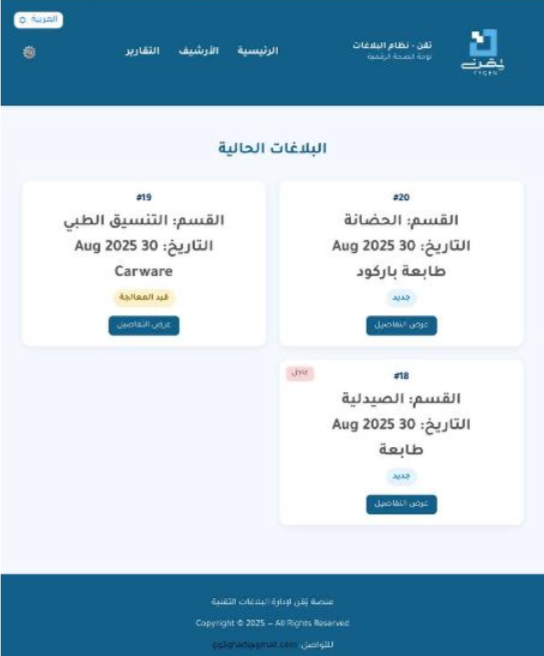 العربية
يقن
TYQEN
تقن - نظام البلاغات
لوحة الصحة الرقمية
الرئيسية
الأرشيف
التقارير
البلاغات الحالية
#20
القسم: الحضانة
التاريخ: 30 Aug 2025
طابعة باركود
جديد
عرض التفاصيل
#19
القسم: التنسيق الطبي
التاريخ: 30 Aug 2025
Carware
قيد المعالجة
عرض التفاصيل
عاجل
#18
القسم: الصيدلية
التاريخ: 30 Aug 2025
طابعة
جديد
عرض التفاصيل
منصة يُقن لإدارة البلاغات التقنية
Copyright © 2025 – All Rights Reserved
للتواصل: